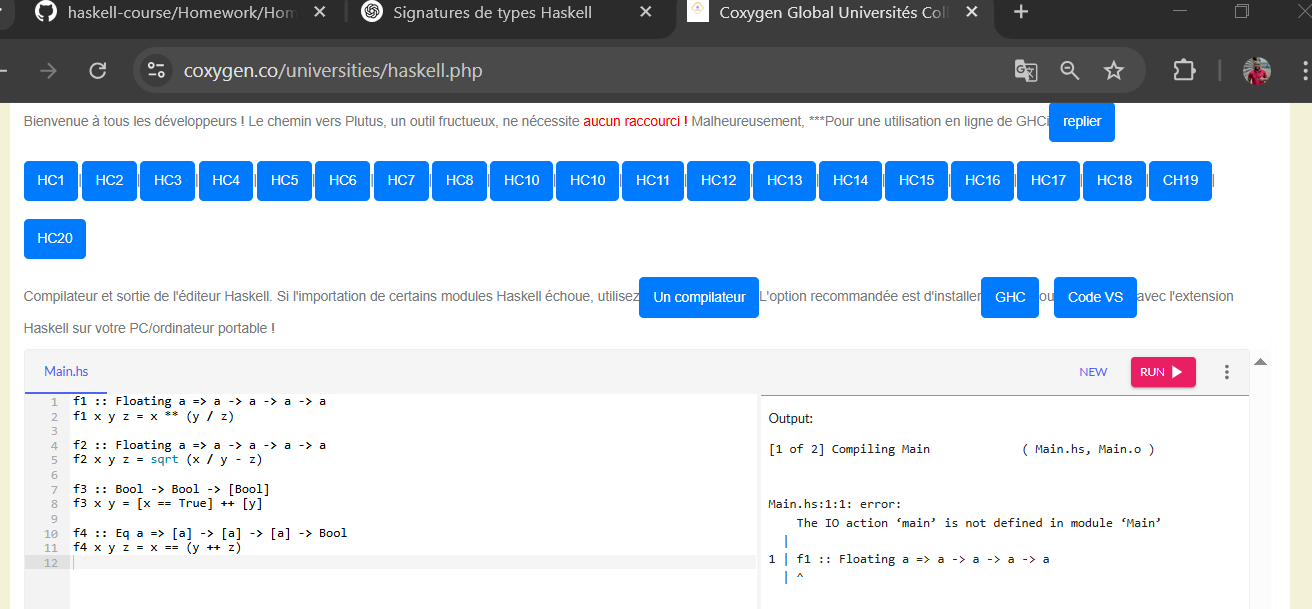 haskell-course/Homework/Hom
Signatures de types Haskell
Coxygen Global Universités Coll
coxygen.co/universities/haskell.php
Bienvenue à tous les développeurs ! Le chemin vers Plutus, un outil fructueux, ne nécessite aucun raccourci ! Malheureusement, ***Pour une utilisation en ligne de GHCi replier
HC1 | HC2 | HC3 | HC4 | HC5 | HC6 | HC7 | HC8 | HC10 | HC10 | HC11 | HC12 | HC13 | HC14 | HC15 | HC16 | HC17 | HC18 | CH19 |
HC20
Compilateur et sortie de l'éditeur Haskell. Si l'importation de certains modules Haskell échoue, utilisez Un compilateur L'option recommandée est d'installer GHC ou Code VS avec l'extension
Haskell sur votre PC/ordinateur portable !
Main.hs
NEW
RUN
1 f1 :: Floating a => a -> a -> a -> a
2 f1 x y z = x ** (y / z)
3
4 f2 :: Floating a => a -> a -> a -> a
5 f2 x y z = sqrt (x / y - z)
6
7 f3 :: Bool -> Bool -> [Bool]
8 f3 x y = [x == True] ++ [y]
9
10 f4 :: Eq a => [a] -> [a] -> [a] -> Bool
11 f4 x y z = x == (y ++ z)
12
Output:
[1 of 2] Compiling Main ( Main.hs, Main.o )
Main.hs:1:1: error:
The IO action ‘main’ is not defined in module ‘Main’
|
1 | f1 :: Floating a => a -> a -> a -> a
| ^